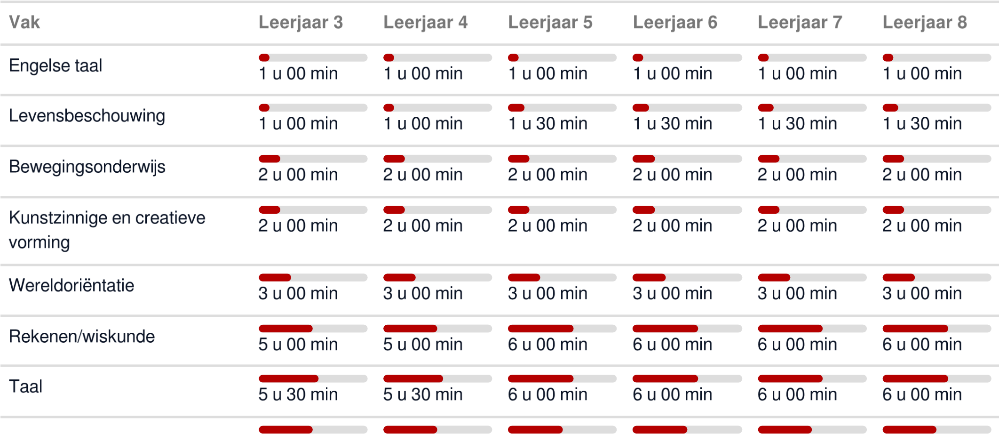 Vak Leerjaar 3 Leerjaar 4 Leerjaar 5 Leerjaar 6 Leerjaar 7 Leerjaar 8
Engelse taal 1 u 00 min 1 u 00 min 1 u 00 min 1 u 00 min 1 u 00 min 1 u 00 min
Levensbeschouwing 1 u 00 min 1 u 00 min 1 u 30 min 1 u 30 min 1 u 30 min 1 u 30 min
Bewegingsonderwijs 2 u 00 min 2 u 00 min 2 u 00 min 2 u 00 min 2 u 00 min 2 u 00 min
Kunstzinnige en creatieve 2 u 00 min 2 u 00 min 2 u 00 min 2 u 00 min 2 u 00 min 2 u 00 min
vorming
Wereldoriëntatie 3 u 00 min 3 u 00 min 3 u 00 min 3 u 00 min 3 u 00 min 3 u 00 min
Rekenen/wiskunde 5 u 00 min 5 u 00 min 6 u 00 min 6 u 00 min 6 u 00 min 6 u 00 min
Taal 5 u 30 min 5 u 30 min 6 u 00 min 6 u 00 min 6 u 00 min 6 u 00 min